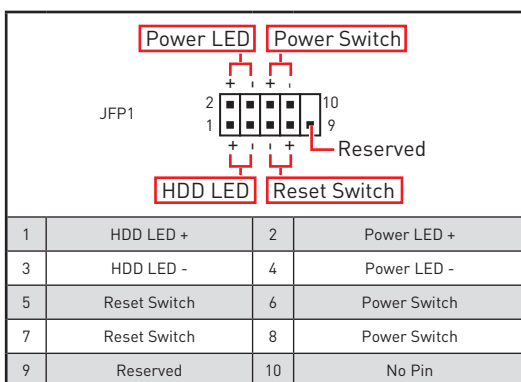 Power LED Power Switch
+ - + -
JFP1
2 10
1 9
+ - - +
Reserved
HDD LED Reset Switch
1 HDD LED + 2 Power LED +
3 HDD LED - 4 Power LED -
5 Reset Switch 6 Power Switch
7 Reset Switch 8 Power Switch
9 Reserved 10 No Pin